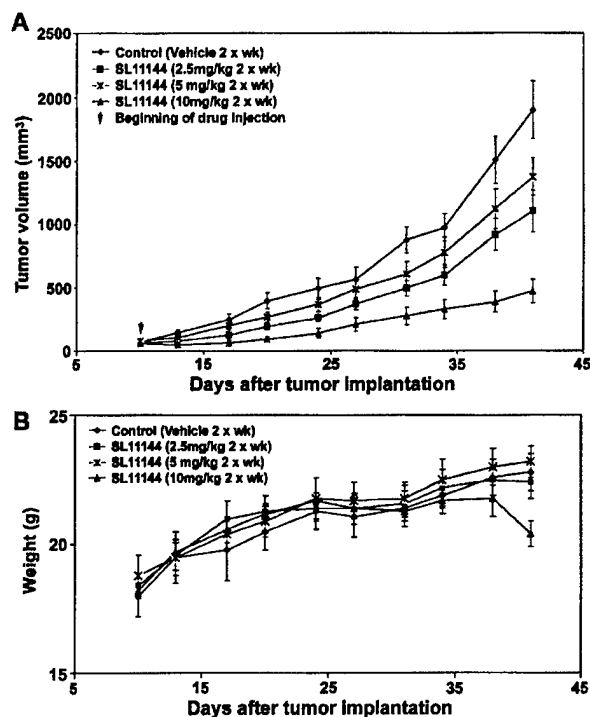 A
2500
2000
1500
1000
500
0
Tumor volume (mm³)
Control (Vehicle 2 x wk)
SL11144 (2.5mg/kg 2 x wk)
SL11144 (5 mg/kg 2 x wk)
SL11144 (10mg/kg 2 x wk)
Beginning of drug injection
5 15 25 35 45
Days after tumor implantation
B
25
20
15
Weight (g)
Control (Vehicle 2 x wk)
SL11144 (2.5mg/kg 2 x wk)
SL11144 (5 mg/kg 2 x wk)
SL11144 (10mg/kg 2 x wk)
5 15 25 35 45
Days after tumor implantation